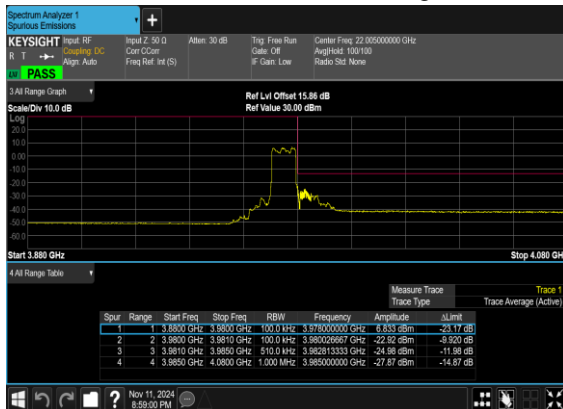 Spectrum Analyzer 1
Spurious Emissions
KEYSIGHT Input: RF Input Z: 50 Ω Atten: 30 dB Trig: Free Run Center Freq: 22.005000000 GHz
R T Coupling: DC Corr CCorr Gate: Off Avg|Hold: 100/100
Align: Auto Freq Ref: Int (S) IF Gain: Low Radio Std: None
PASS
3 All Range Graph
Ref Lvl Offset 15.86 dB
Scale/Div 10.0 dB Ref Value 30.00 dBm
Log
20.0
10.0
0.00
-10.0
-20.0
-30.0
-40.0
-50.0
-60.0
Start 3.880 GHz Stop 4.080 GH
4 All Range Table
Measure Trace Trace 1
Trace Type Trace Average (Active)
Spur Range Start Freq Stop Freq RBW Frequency Amplitude ΔLimit
1 1 3.8800 GHz 3.9800 GHz 100.0 kHz 3.978000000 GHz 6.833 dBm -23.17 dB
2 2 3.9800 GHz 3.9810 GHz 100.0 kHz 3.980026667 GHz -22.92 dBm -9.920 dB
3 3 3.9810 GHz 3.9850 GHz 510.0 kHz 3.982813333 GHz -24.98 dBm -11.98 dB
4 4 3.9850 GHz 4.0800 GHz 1.000 MHz 3.985000000 GHz -27.87 dBm -14.87 dB
Nov 11, 2024
8:59:00 PM